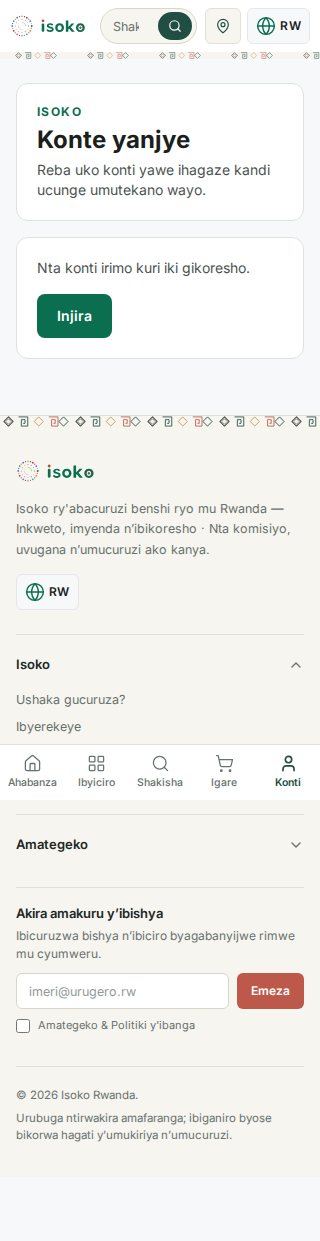 isoko
Shak
RW
ISOKO
Konte yanjye
Reba uko konti yawe ihagaze kandi
ucunge umutekano wayo.
Nta konti irimo kuri iki gikoresho.
Injira
isoko
Isoko ry'abacuruzi benshi ryo mu Rwanda —
Inkweto, imyenda n’ibikoresho · Nta komisiyo,
uvugana n’umucuruzi ako kanya.
RW
Isoko
Ushaka gucuruza?
Ibyerekeye
Ahabanza
Ibyiciro
Shakisha
Igare
Konti
Amategeko
Akira amakuru y’ibishya
Ibicuruzwa bishya n’ibiciro byagabanyijwe rimwe
mu cyumweru.
imeri@urugero.rw
Emeza
Amategeko & Politiki y'ibanga
© 2026 Isoko Rwanda.
Urubuga ntirwakira amafaranga; ibiganiro byose
bikorwa hagati y’umukiriya n’umucuruzi.